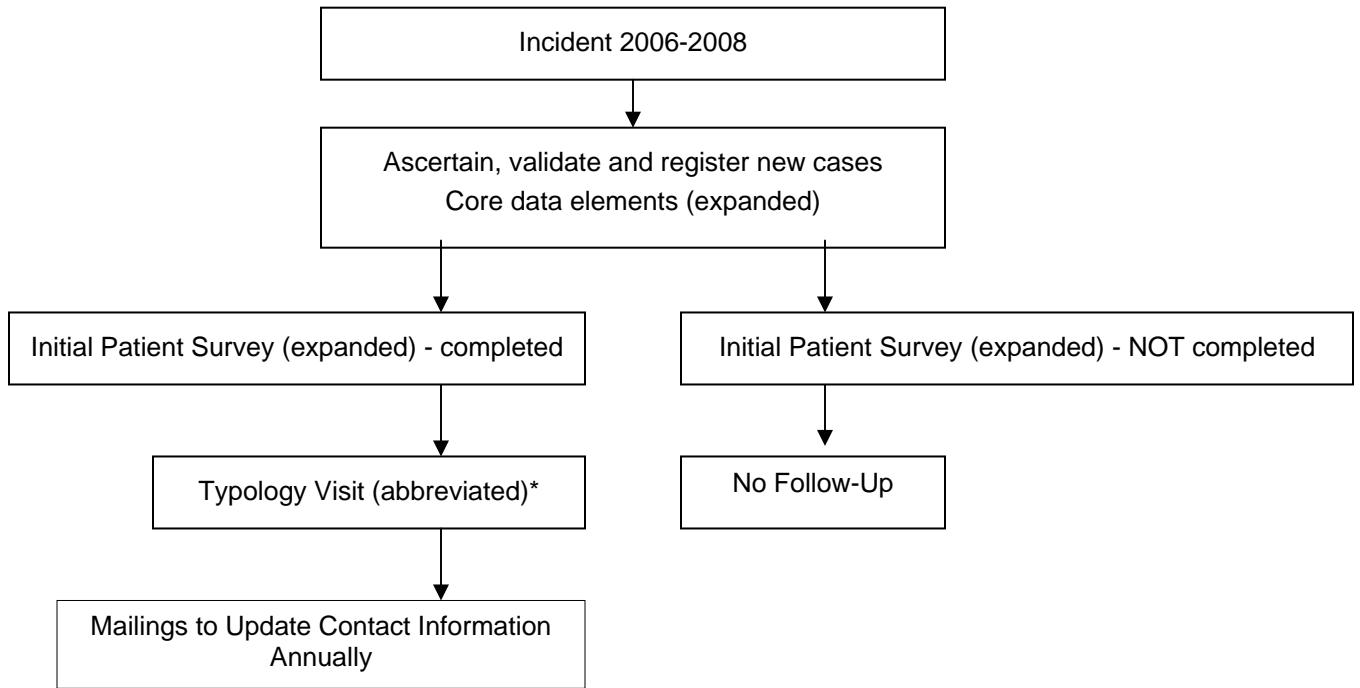 Incident 2006-2008
Ascertain, validate and register new cases
Core data elements (expanded)
Initial Patient Survey (expanded) - completed
Initial Patient Survey (expanded) - NOT completed
Typology Visit (abbreviated)*
No Follow-Up
Mailings to Update Contact Information
Annually